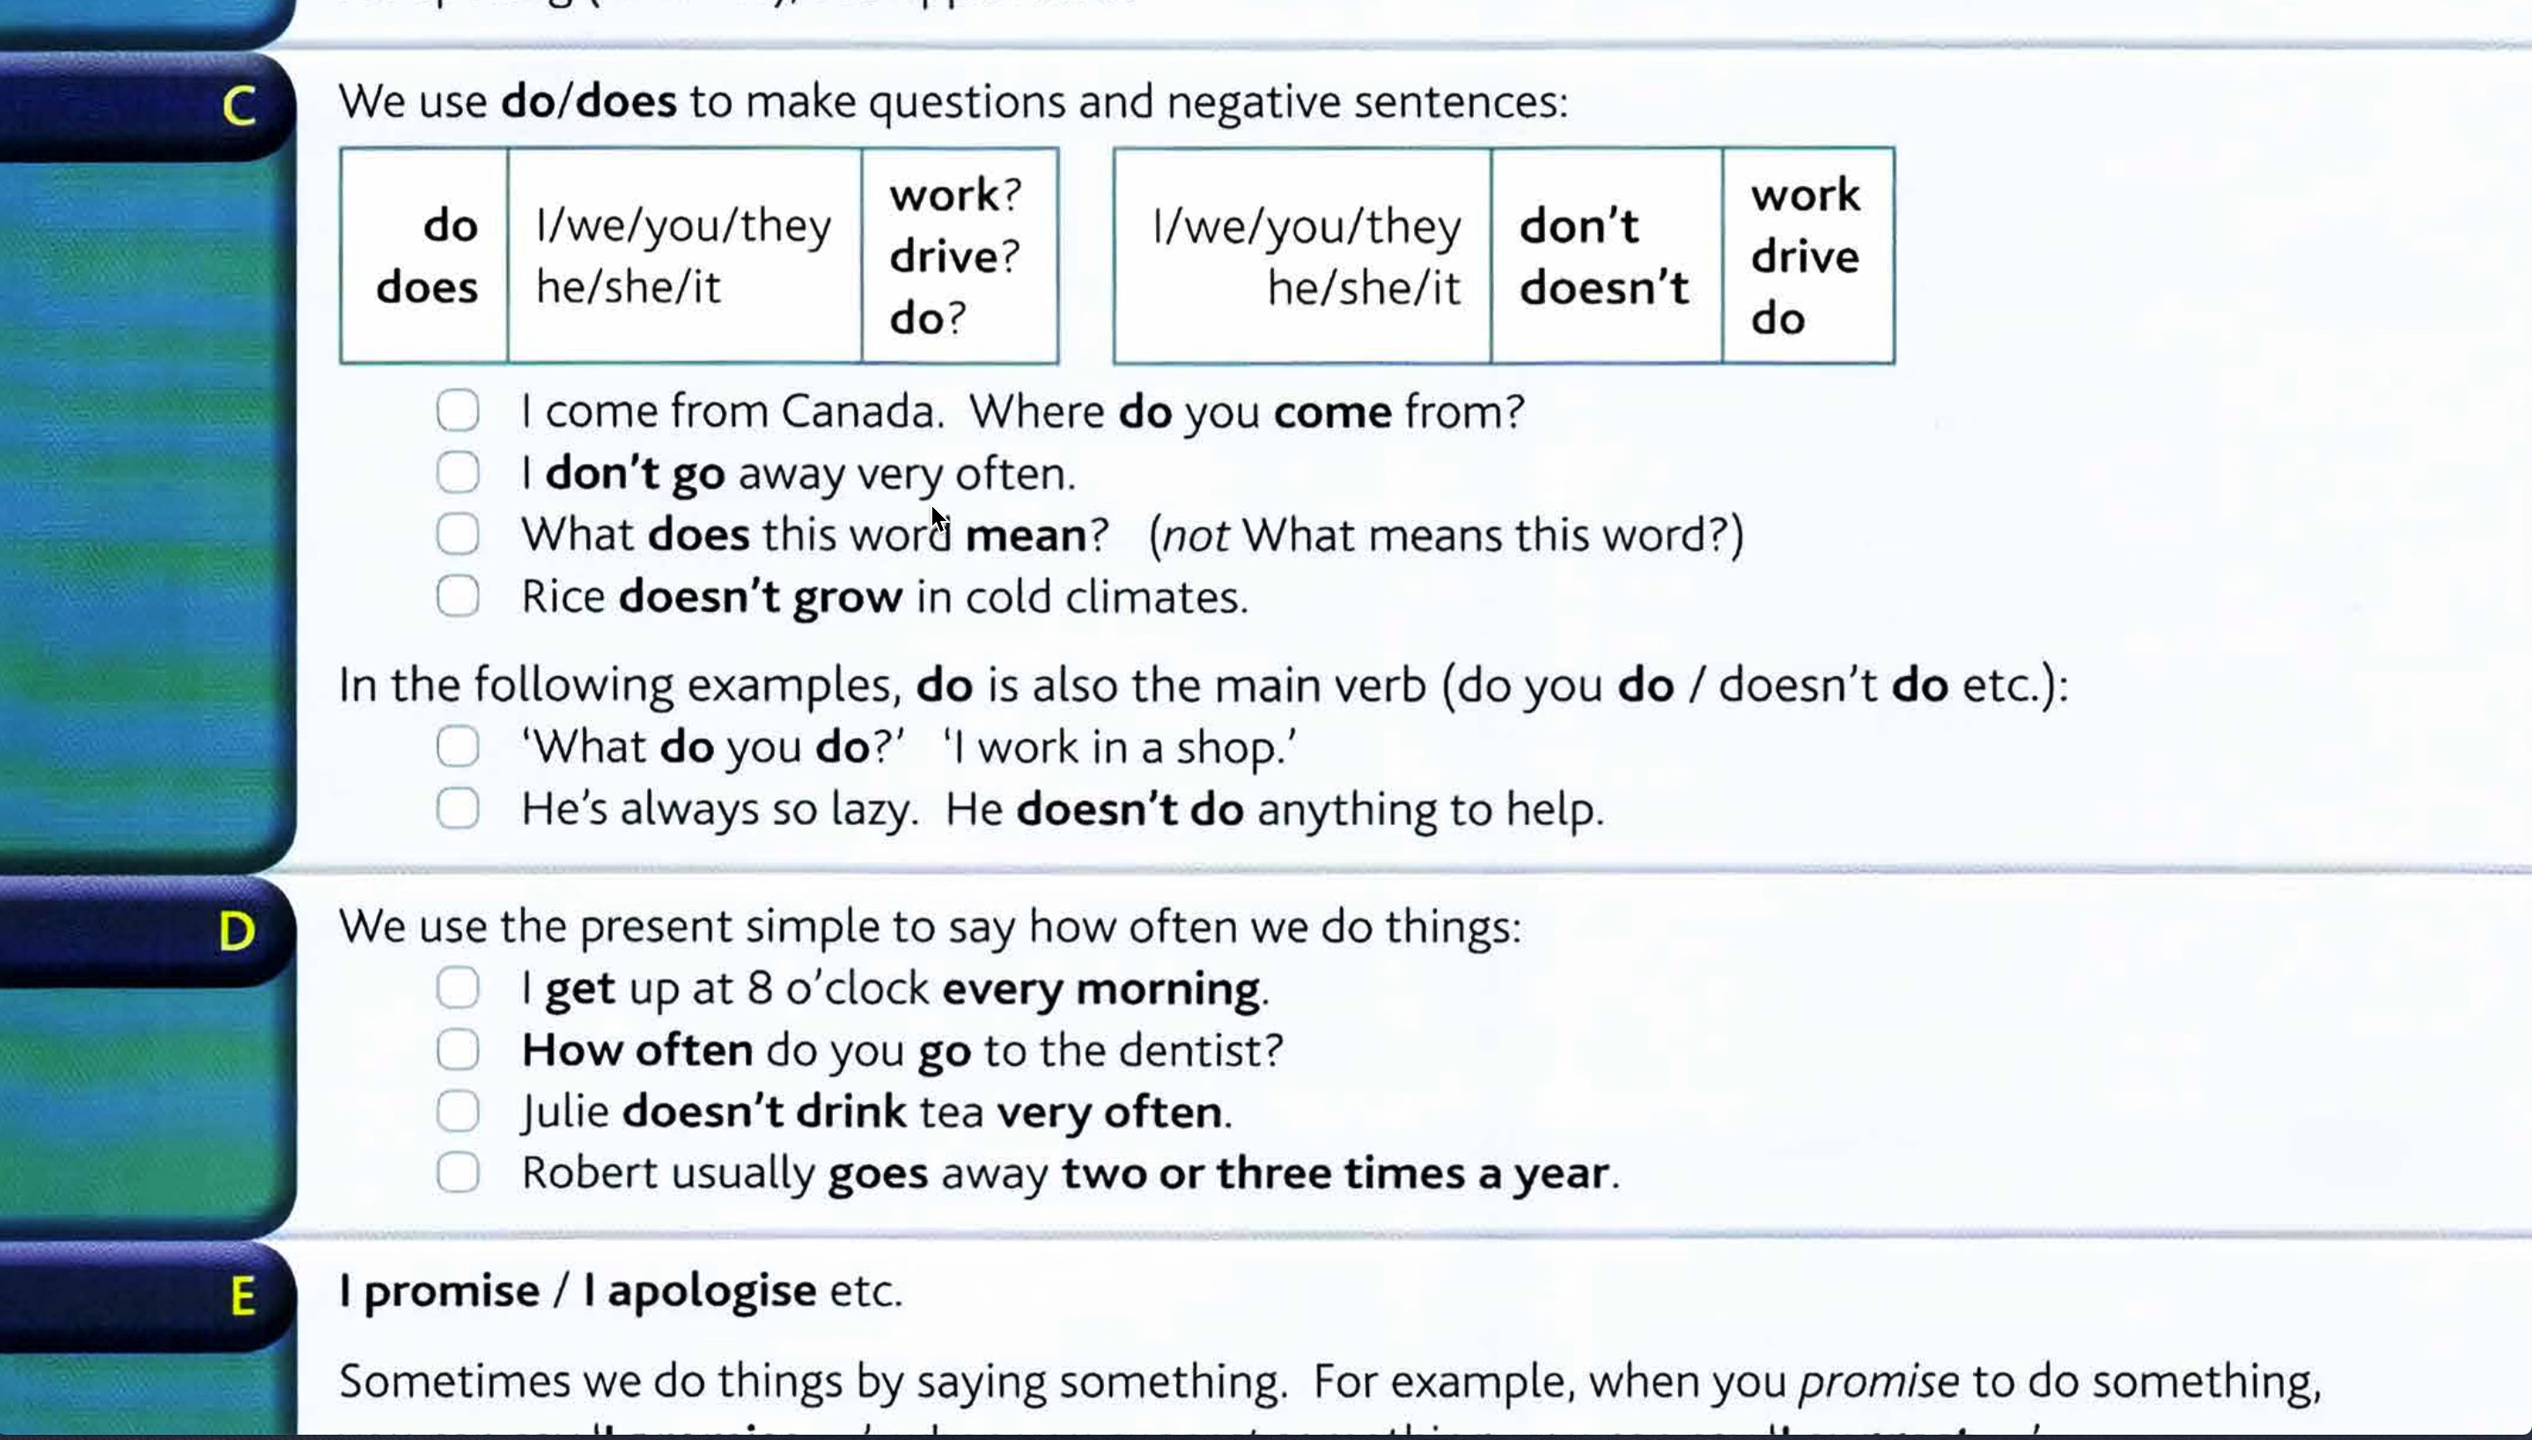 C
We use do/does to make questions and negative sentences:
do
does
I/we/you/they
he/she/it
work?
drive?
do?
I/we/you/they
he/she/it
don't
doesn't
work
drive
do
I come from Canada. Where do you come from?
I don't go away very often.
What does this word mean? (not What means this word?)
Rice doesn't grow in cold climates.
In the following examples, do is also the main verb (do you do / doesn't do etc.):
‘What do you do?’ ‘I work in a shop.’
He's always so lazy. He doesn't do anything to help.
D
We use the present simple to say how often we do things:
I get up at 8 o'clock every morning.
How often do you go to the dentist?
Julie doesn't drink tea very often.
Robert usually goes away two or three times a year.
E
I promise / I apologise etc.
Sometimes we do things by saying something. For example, when you promise to do something,